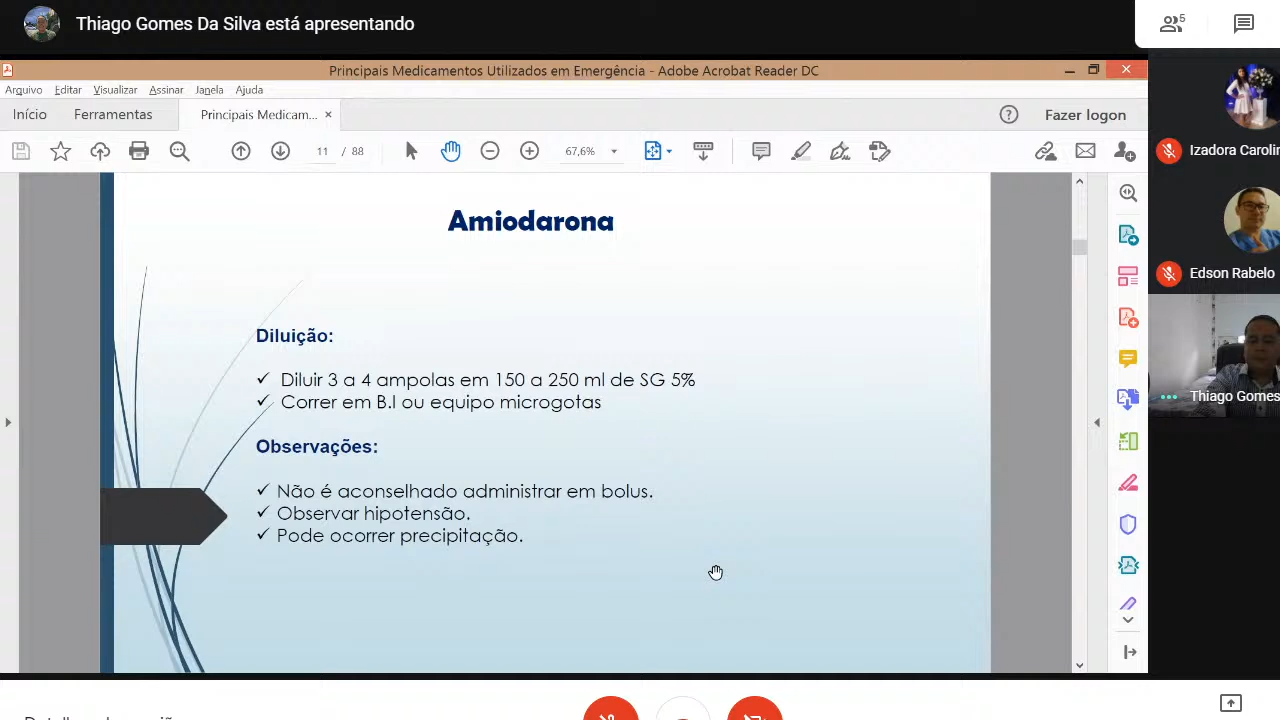 Thiago Gomes Da Silva está apresentando
5
Principais Medicamentos Utilizados em Emergência - Adobe Acrobat Reader DC
Arquivo Editar Visualizar Assinar Janela Ajuda
Início Ferramentas Principais Medicam... × Fazer logon
11 / 88 67,6%
Amiodarona
Diluição:
✓ Diluir 3 a 4 ampolas em 150 a 250 ml de SG 5%
✓ Correr em B.I ou equipo microgotas
Observações:
✓ Não é aconselhado administrar em bolus.
✓ Observar hipotensão.
✓ Pode ocorrer precipitação.
Izadora Carolin
Edson Rabelo
Thiago Gomes